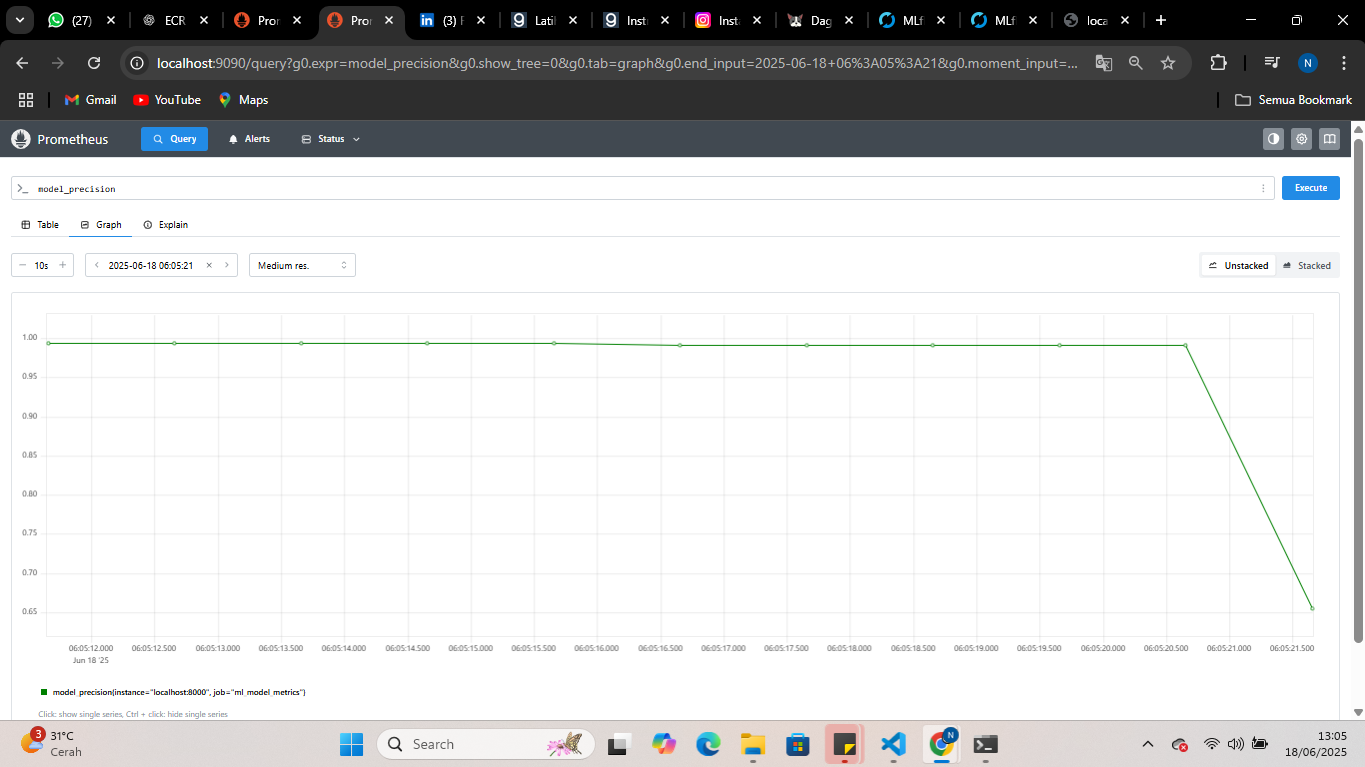 (27)
ECR
Pror
Pror
(3) F
Latil
Inst
Inst
Dag
MLf
MLf
loca
localhost:9090/query?g0.expr=model_precision&g0.show_tree=0&g0.tab=graph&g0.end_input=2025-06-18+06%3A05%3A21&g0.moment_input=...
Gmail
YouTube
Maps
Semua Bookmark
Prometheus
Query
Alerts
Status
model_precision
Execute
Table
Graph
Explain
10s
2025-06-18 06:05:21
Medium res.
Unstacked
Stacked
1.00
0.95
0.90
0.85
0.80
0.75
0.70
0.65
06:05:12.000 06:05:12.500 06:05:13.000 06:05:13.500 06:05:14.000 06:05:14.500 06:05:15.000 06:05:15.500 06:05:16.000 06:05:16.500 06:05:17.000 06:05:17.500 06:05:18.000 06:05:18.500 06:05:19.000 06:05:19.500 06:05:20.000 06:05:20.500 06:05:21.000 06:05:21.500
Jun 18 '25
model_precision{instance="localhost:8000", job="ml_model_metrics"}
Click: show single series, Ctrl + click: hide single series
3
31°C
Cerah
Search
N
13:05
18/06/2025